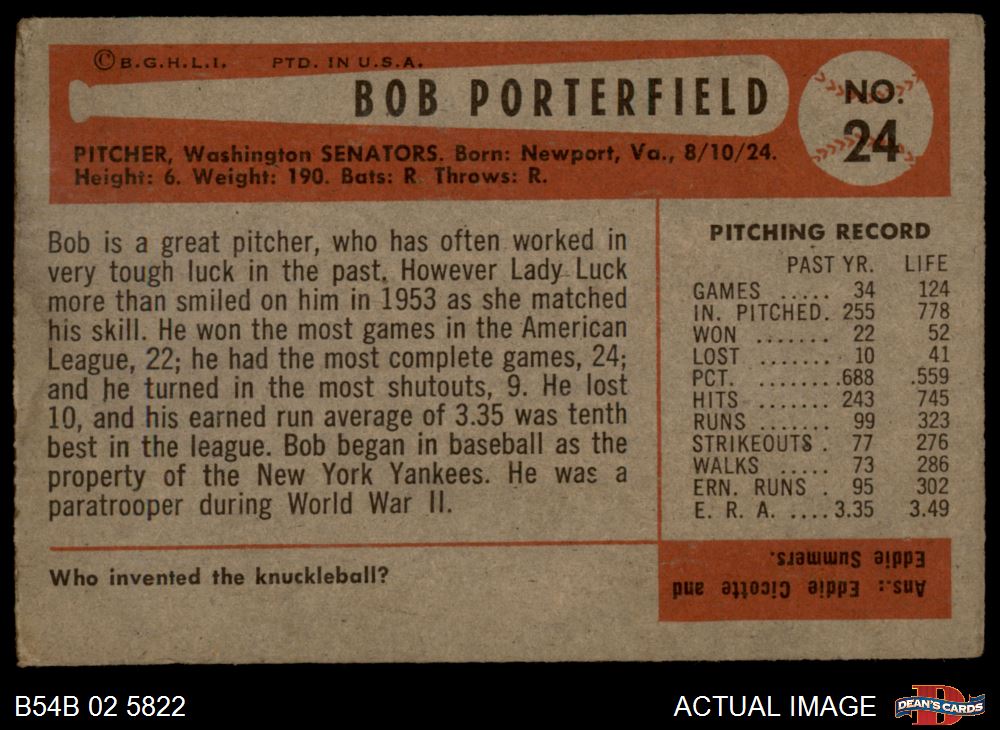 © B.G.H.L.I. PTD. IN U.S.A.
BOB PORTERFIELD
NO.
24
PITCHER, Washington SENATORS. Born: Newport, Va., 8/10/24.
Height: 6. Weight: 190. Bats: R Throws: R.
Bob is a great pitcher, who has often worked in
very tough luck in the past. However Lady Luck
more than smiled on him in 1953 as she matched
his skill. He won the most games in the American
League, 22; he had the most complete games, 24;
and he turned in the most shutouts, 9. He lost
10, and his earned run average of 3.35 was tenth
best in the league. Bob began in baseball as the
property of the New York Yankees. He was a
paratrooper during World War II.
Who invented the knuckleball?
PITCHING RECORD
PAST YR. LIFE
GAMES ..... 34 124
IN. PITCHED. 255 778
WON ....... 22 52
LOST ....... 10 41
PCT. ........ .688 .559
HITS ....... 243 745
RUNS ....... 99 323
STRIKEOUTS . 77 276
WALKS ..... 73 286
ERN. RUNS . 95 302
E. R. A. .... 3.35 3.49
Ans.: Eddie Cicotte and
Eddie Summers.
B54B 02 5822
ACTUAL IMAGE
D
DEAN'S CARDS